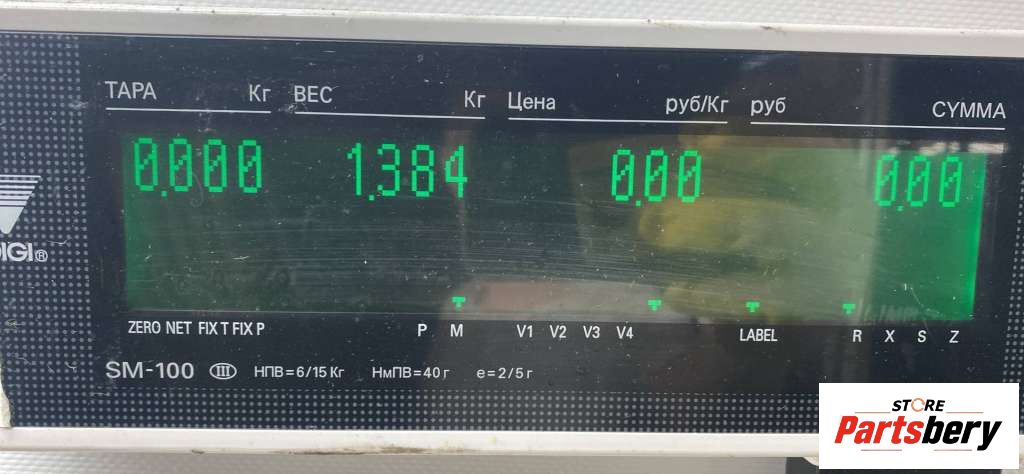 ТАРА Кг ВЕС Кг Цена руб/Кг руб СУММА
0.000 1.384 0.00 0.00
DIGI®
ZERO NET FIX T FIX P P M V1 V2 V3 V4 LABEL R X S Z
SM-100 III НПВ=6/15 Кг НмПВ=40 г e=2/5 г
STORE
Partsbery